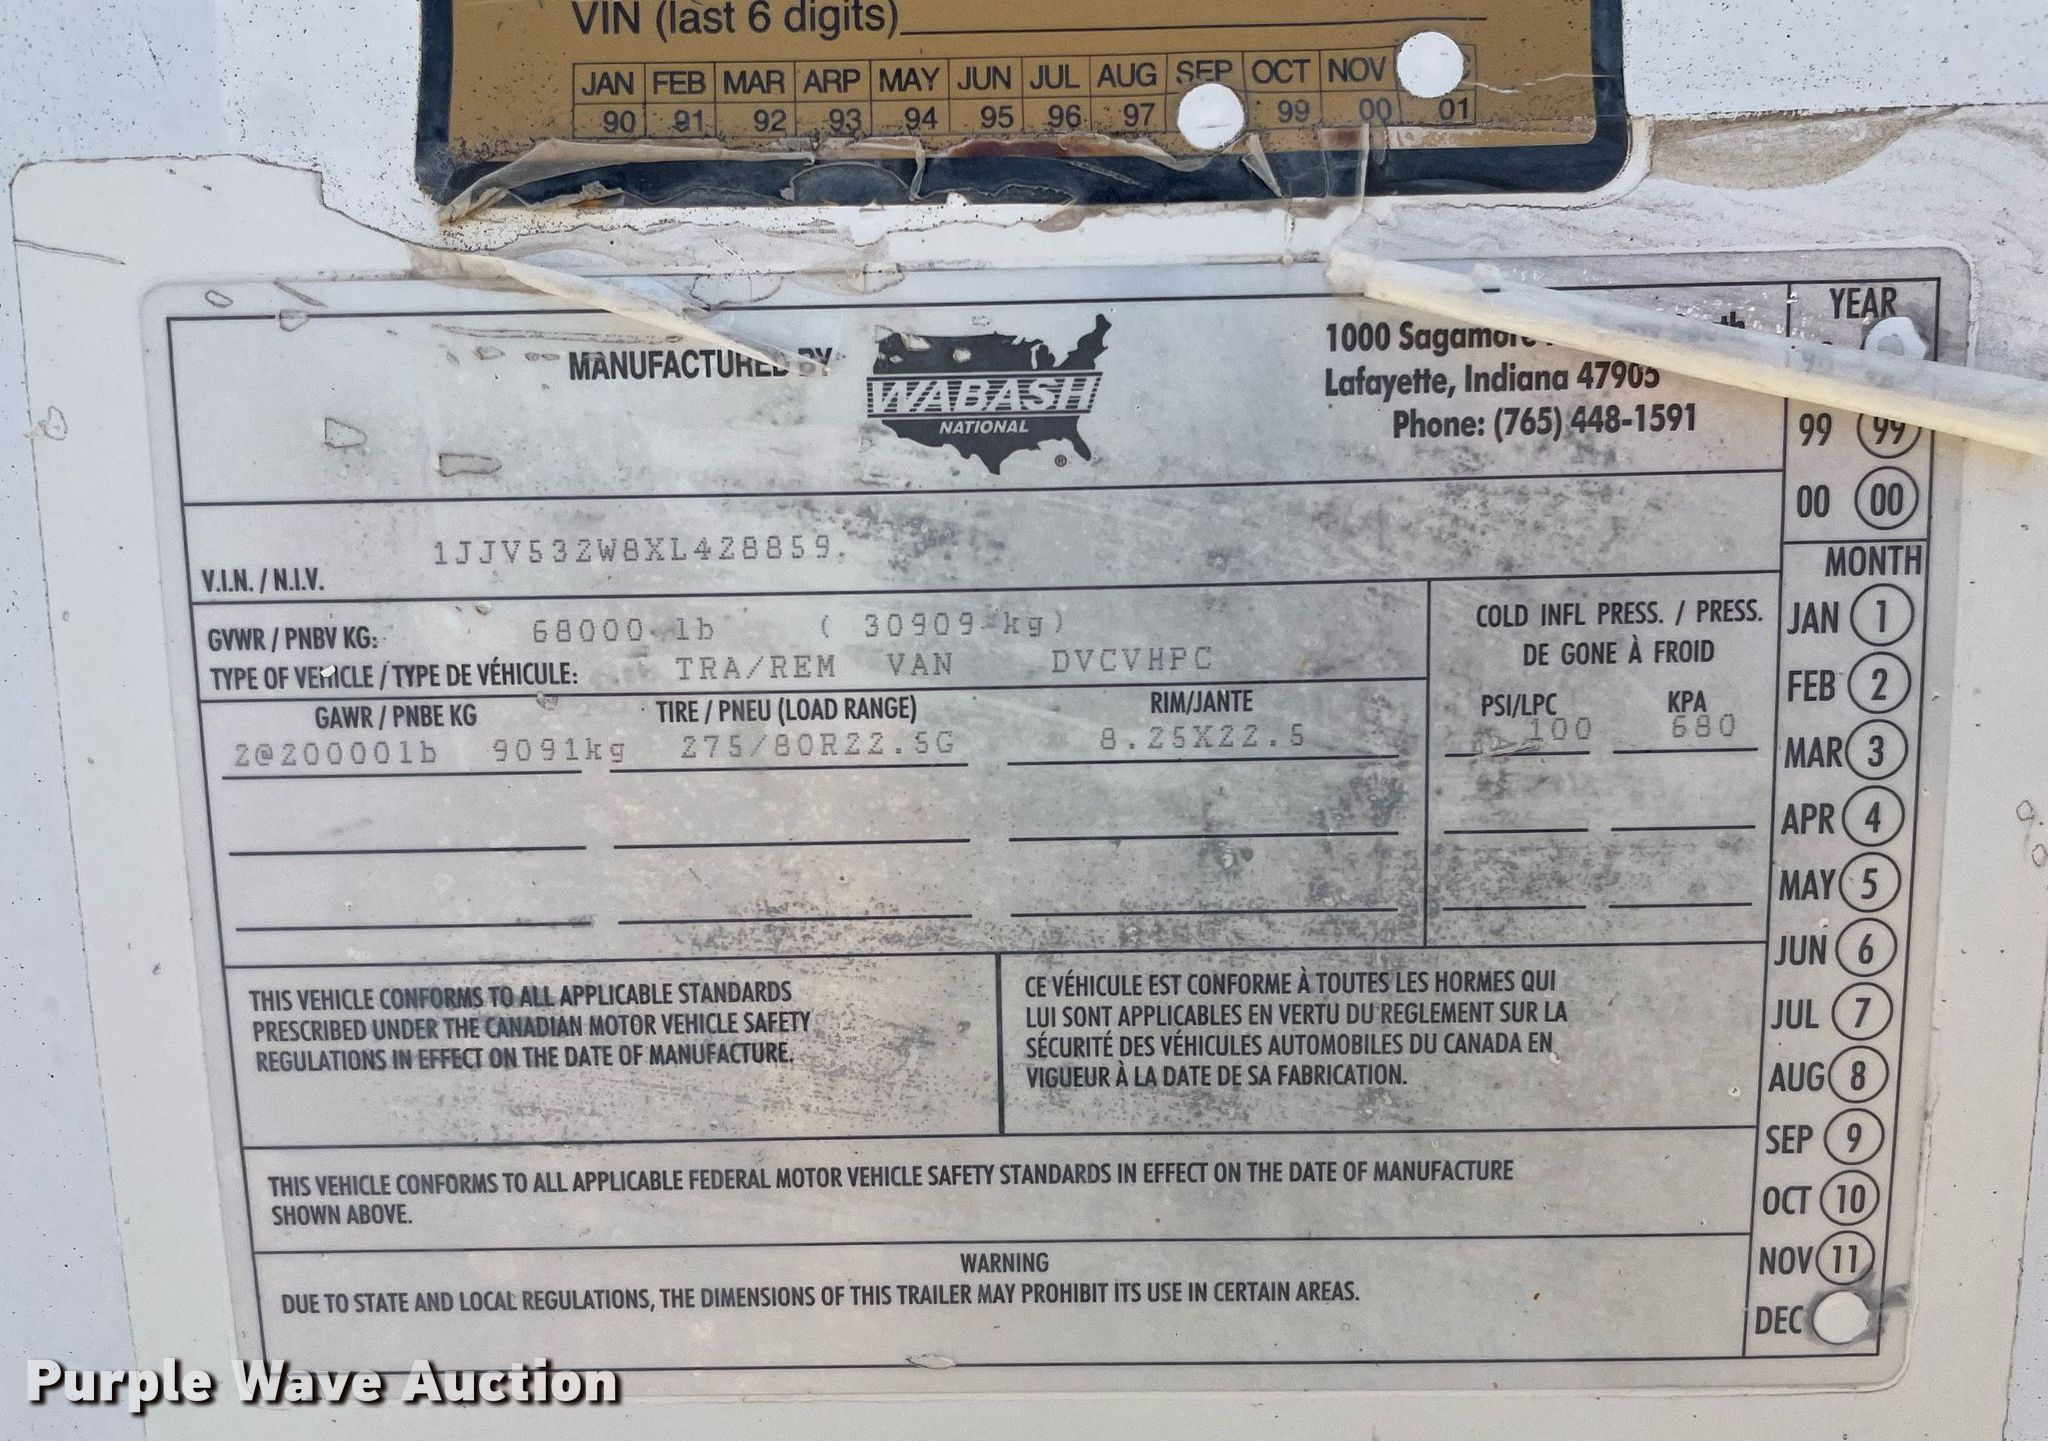 VIN (last 6 digits)
JAN FEB MAR ARP MAY JUN JUL AUG SEP OCT NOV
90 91 92 93 94 95 96 97 99 00 01
MANUFACTURED BY
WABASH
NATIONAL
®
1000 Sagamore
Lafayette, Indiana 47905
Phone: (765) 448-1591
YEAR
99 99
00 00
V.I.N. / N.I.V. 1JJV532W8XL428859.
GVWR / PNBV KG: 68000 lb ( 30909 kg)
TYPE OF VEHICLE / TYPE DE VÉHICULE: TRA/REM VAN DVCVHPC
COLD INFL PRESS. / PRESS.
DE GONE À FROID
GAWR / PNBE KG TIRE / PNEU (LOAD RANGE) RIM/JANTE PSI/LPC KPA
2@20000lb 9091kg 275/80R22.5G 8.25X22.5 100 680
MONTH
JAN 1
FEB 2
MAR 3
APR 4
MAY 5
JUN 6
JUL 7
AUG 8
SEP 9
OCT 10
NOV 11
DEC
THIS VEHICLE CONFORMS TO ALL APPLICABLE STANDARDS
PRESCRIBED UNDER THE CANADIAN MOTOR VEHICLE SAFETY
REGULATIONS IN EFFECT ON THE DATE OF MANUFACTURE.
CE VÉHICULE EST CONFORME À TOUTES LES HORMES QUI
LUI SONT APPLICABLES EN VERTU DU REGLEMENT SUR LA
SÉCURITÉ DES VÉHICULES AUTOMOBILES DU CANADA EN
VIGUEUR À LA DATE DE SA FABRICATION.
THIS VEHICLE CONFORMS TO ALL APPLICABLE FEDERAL MOTOR VEHICLE SAFETY STANDARDS IN EFFECT ON THE DATE OF MANUFACTURE
SHOWN ABOVE.
WARNING
DUE TO STATE AND LOCAL REGULATIONS, THE DIMENSIONS OF THIS TRAILER MAY PROHIBIT ITS USE IN CERTAIN AREAS.
Purple Wave Auction